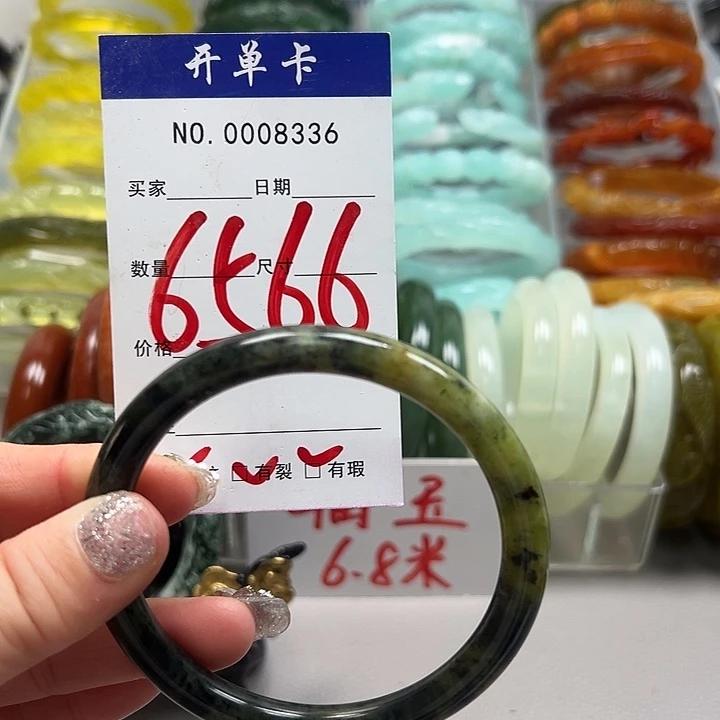 开单卡
NO. 0008336
买家 日期
6566
数量 尺寸
价格
有裂 □ 有瑕
玉
6.8米